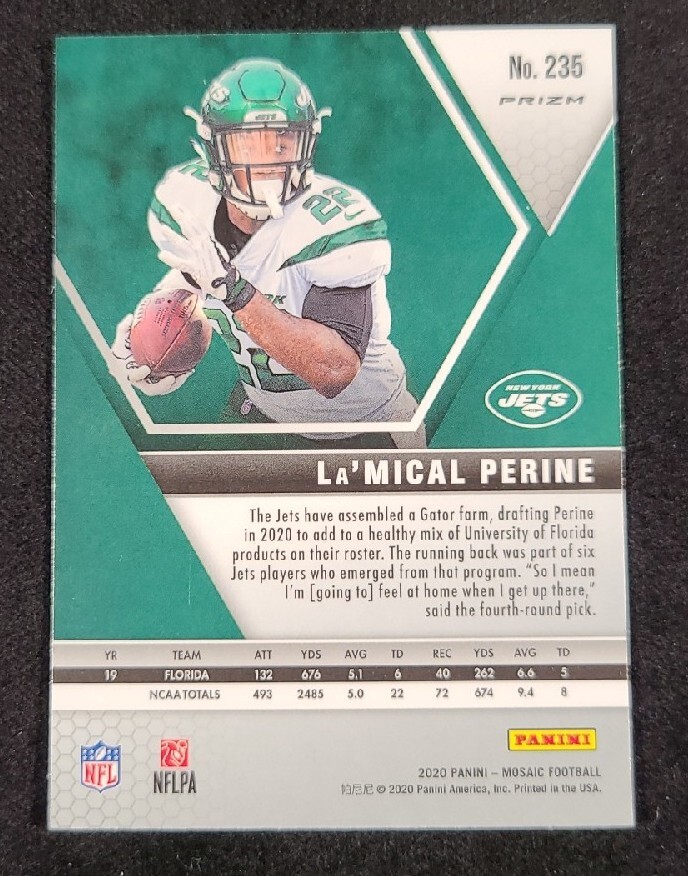 No. 235
PRIZM
JETS
22
22
NEW YORK
JETS
LA'MICAL PERINE
The Jets have assembled a Gator farm, drafting Perine
in 2020 to add to a healthy mix of University of Florida
products on their roster. The running back was part of six
Jets players who emerged from that program. "So I mean
I'm [going to] feel at home when I get up there,"
said the fourth-round pick.
YR TEAM ATT YDS AVG TD REC YDS AVG TD
19 FLORIDA 132 676 5.1 6 40 262 6.6 5
NCAA TOTALS 493 2485 5.0 22 72 674 9.4 8
PANINI
NFL
NFLPA
2020 PANINI – MOSAIC FOOTBALL
帕尼尼 © 2020 Panini America, Inc. Printed in the USA.